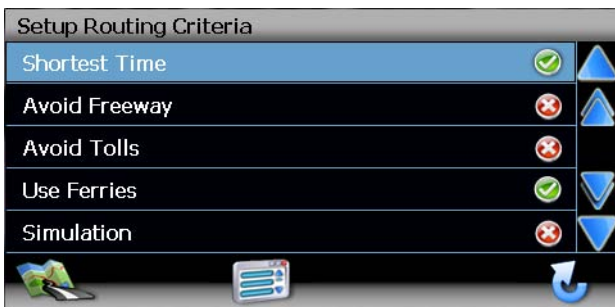 Setup Routing Criteria
Shortest Time
Avoid Freeway
Avoid Tolls
Use Ferries
Simulation